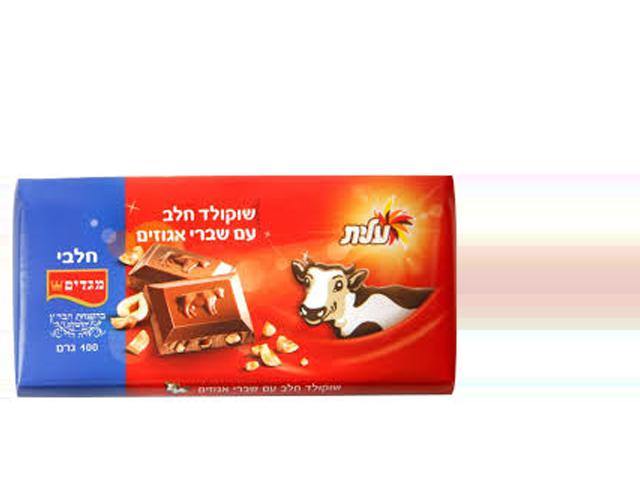 עלית
שוקולד חלב
עם שברי אגוזים
חלבי
מגדים
100 גרם
שוקולד חלב עם שברי אגוזים